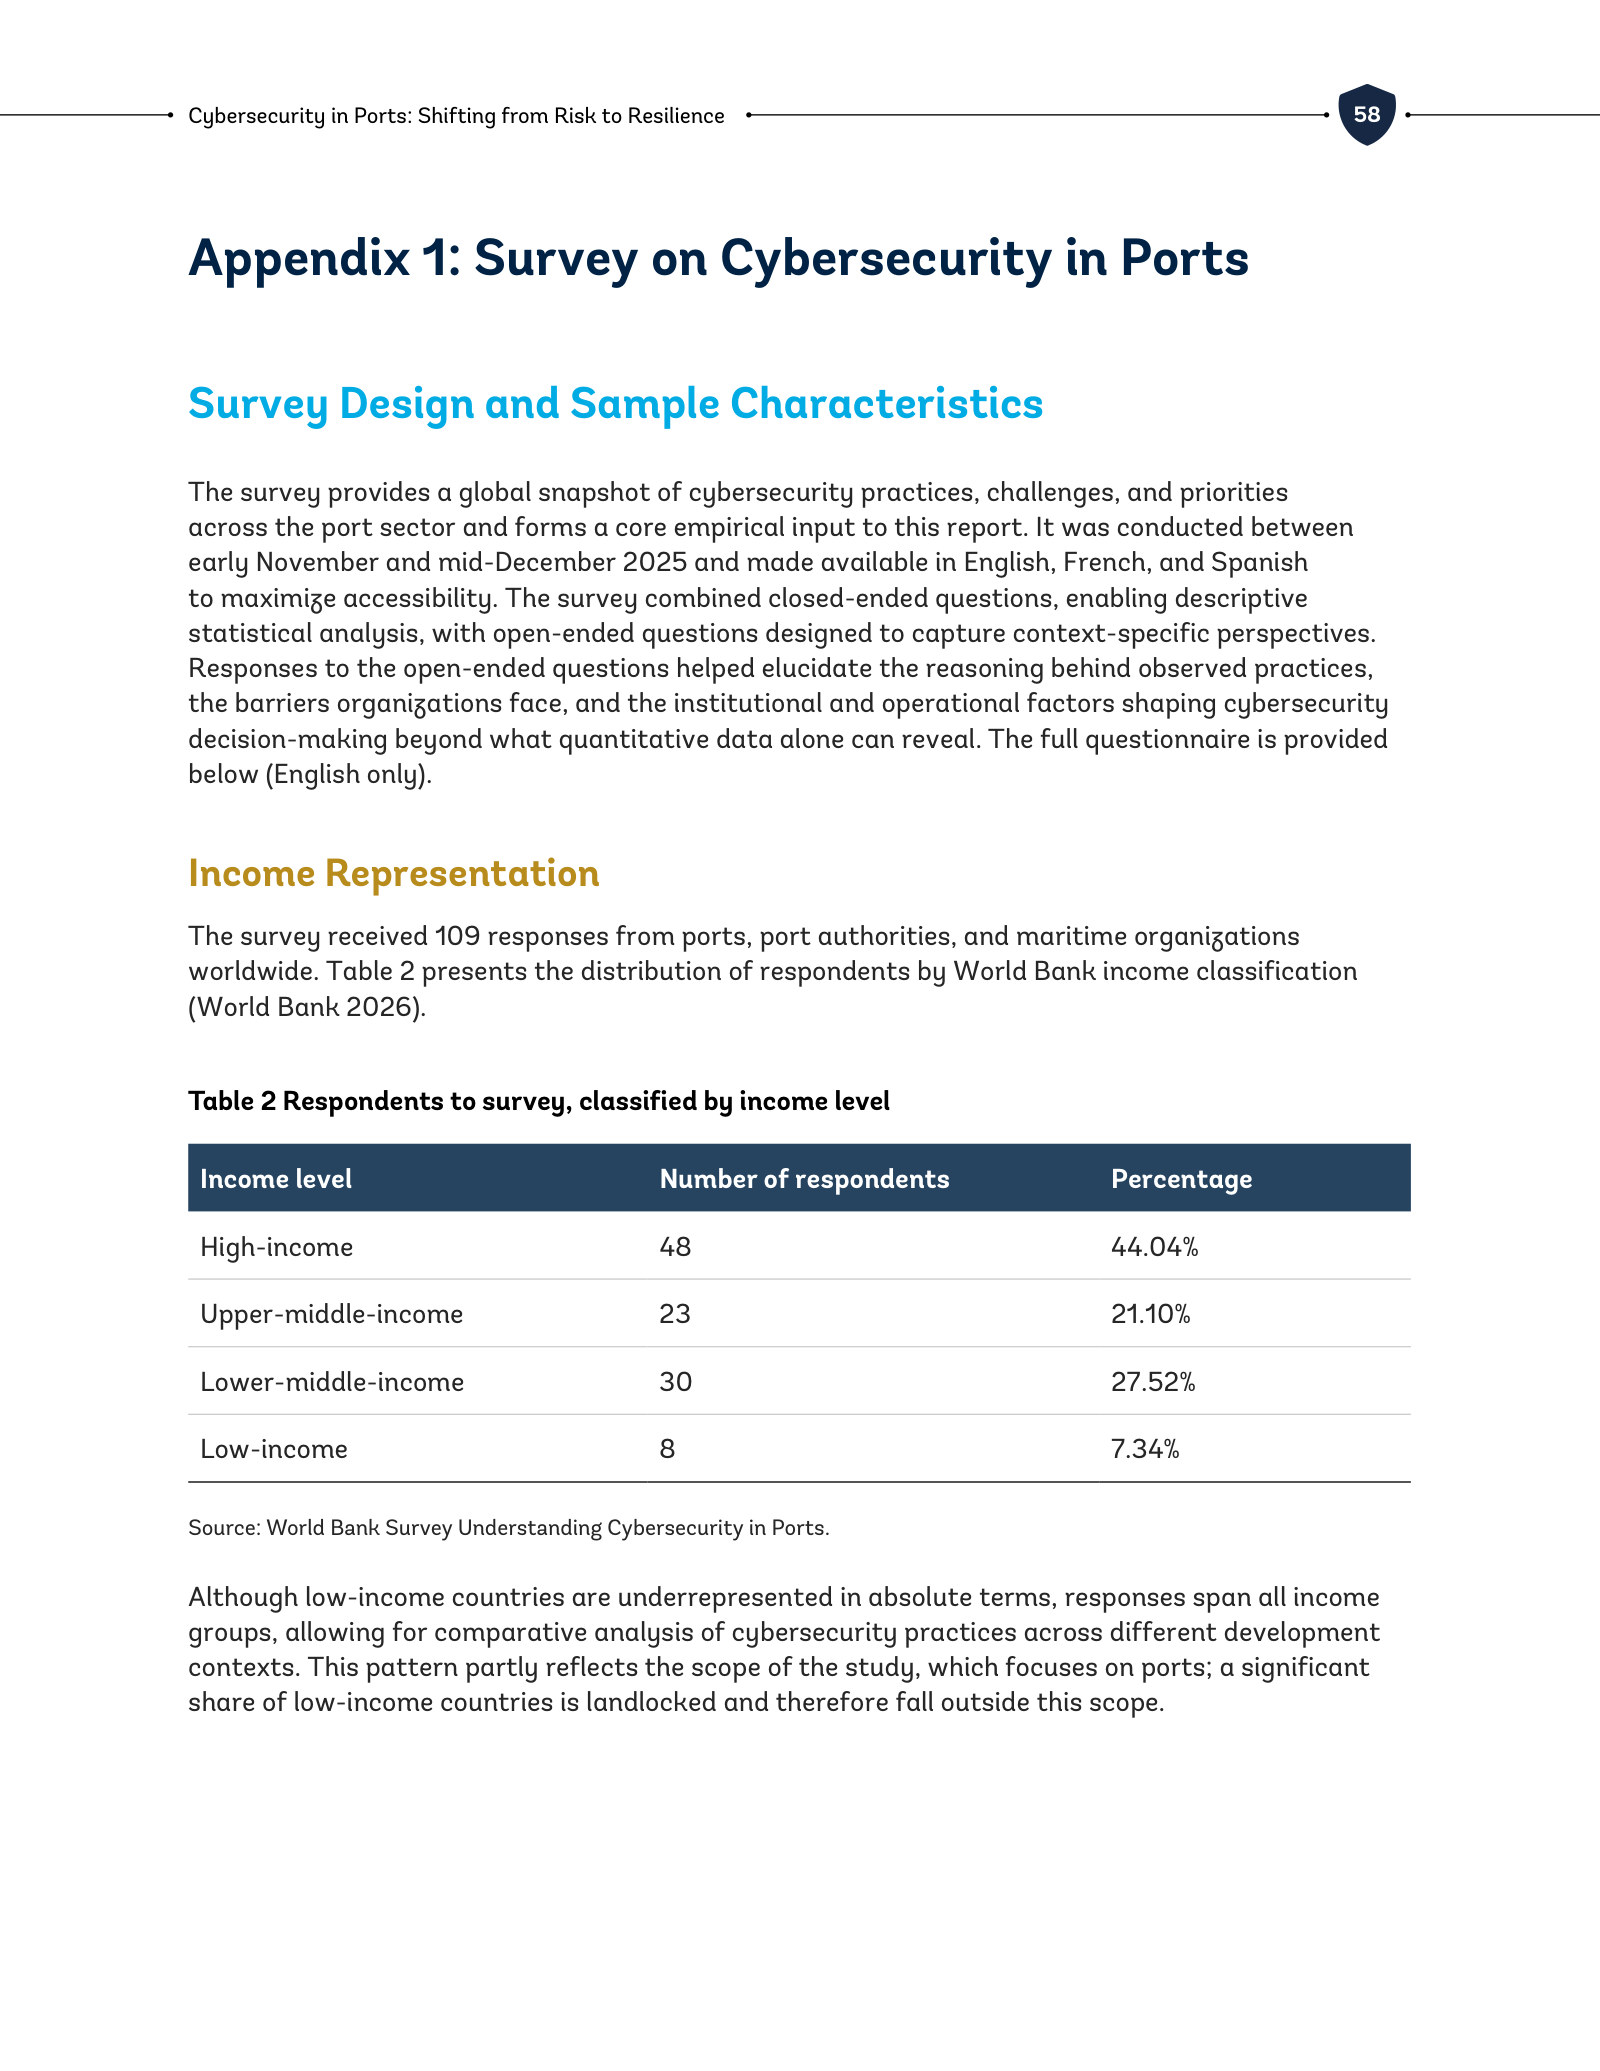 Cybersecurity in Ports: Shifting from Risk to Resilience
58
Appendix 1: Survey on Cybersecurity in Ports
Survey Design and Sample Characteristics
The survey provides a global snapshot of cybersecurity practices, challenges, and priorities
across the port sector and forms a core empirical input to this report. It was conducted between
early November and mid-December 2025 and made available in English, French, and Spanish
to maximize accessibility. The survey combined closed-ended questions, enabling descriptive
statistical analysis, with open-ended questions designed to capture context-specific perspectives.
Responses to the open-ended questions helped elucidate the reasoning behind observed practices,
the barriers organizations face, and the institutional and operational factors shaping cybersecurity
decision-making beyond what quantitative data alone can reveal. The full questionnaire is provided
below (English only).
Income Representation
The survey received 109 responses from ports, port authorities, and maritime organizations
worldwide. Table 2 presents the distribution of respondents by World Bank income classification
(World Bank 2026).
Table 2 Respondents to survey, classified by income level
Income level Number of respondents Percentage
High-income 48 44.04%
Upper-middle-income 23 21.10%
Lower-middle-income 30 27.52%
Low-income 8 7.34%
Source: World Bank Survey Understanding Cybersecurity in Ports.
Although low-income countries are underrepresented in absolute terms, responses span all income
groups, allowing for comparative analysis of cybersecurity practices across different development
contexts. This pattern partly reflects the scope of the study, which focuses on ports; a significant
share of low-income countries is landlocked and therefore fall outside this scope.